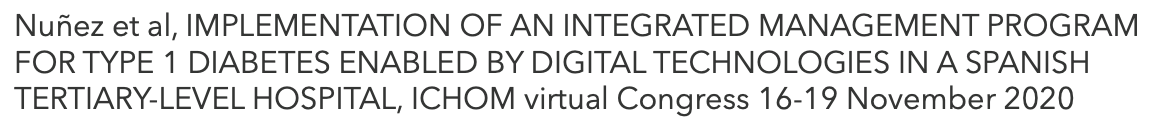 Nuñez et al, IMPLEMENTATION OF AN INTEGRATED MANAGEMENT PROGRAM
FOR TYPE 1 DIABETES ENABLED BY DIGITAL TECHNOLOGIES IN A SPANISH
TERTIARY-LEVEL HOSPITAL, ICHOM virtual Congress 16-19 November 2020